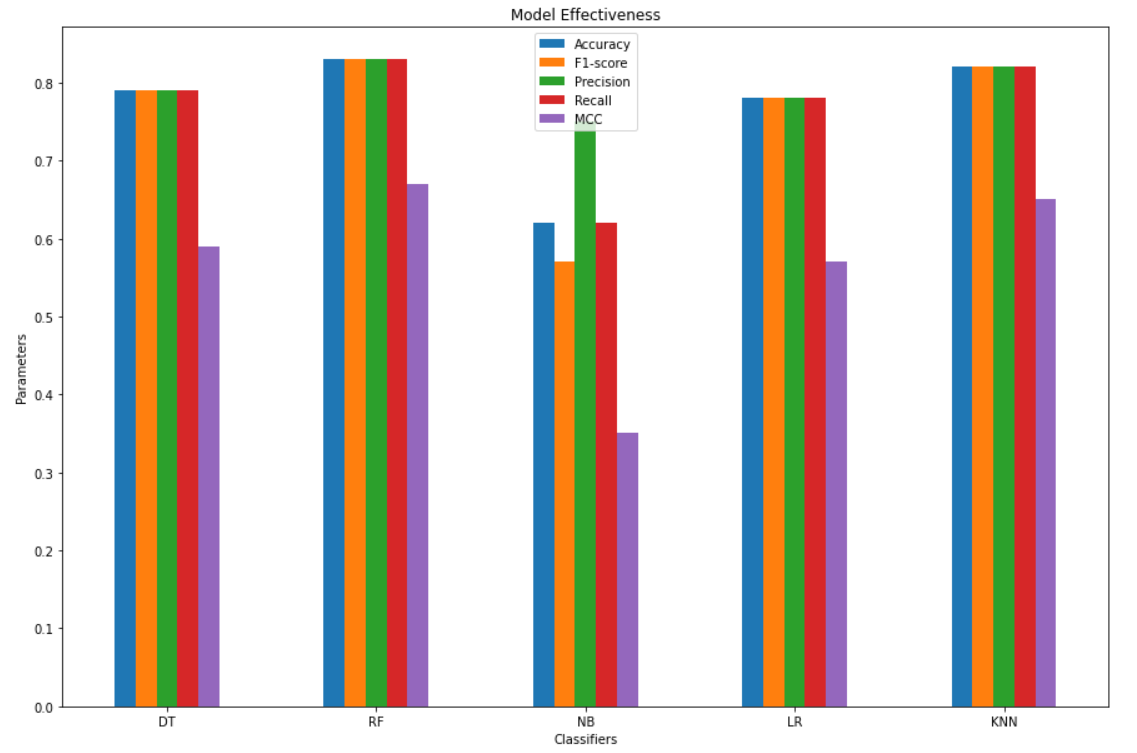 Model Effectiveness
Accuracy
F1-score
Precision
Recall
MCC
Parameters
0.8
0.7
0.6
0.5
0.4
0.3
0.2
0.1
0.0
DT RF NB LR KNN
Classifiers